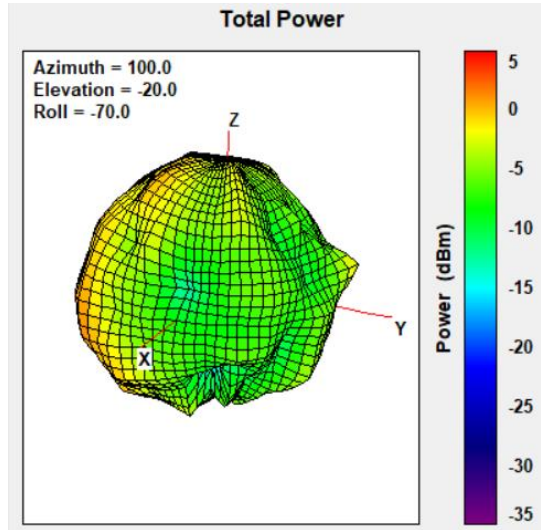 Total Power
Azimuth = 100.0
Elevation = -20.0
Roll = -70.0
Z
Y
X
5
0
-5
-10
-15
-20
-25
-30
-35
Power (dBm)